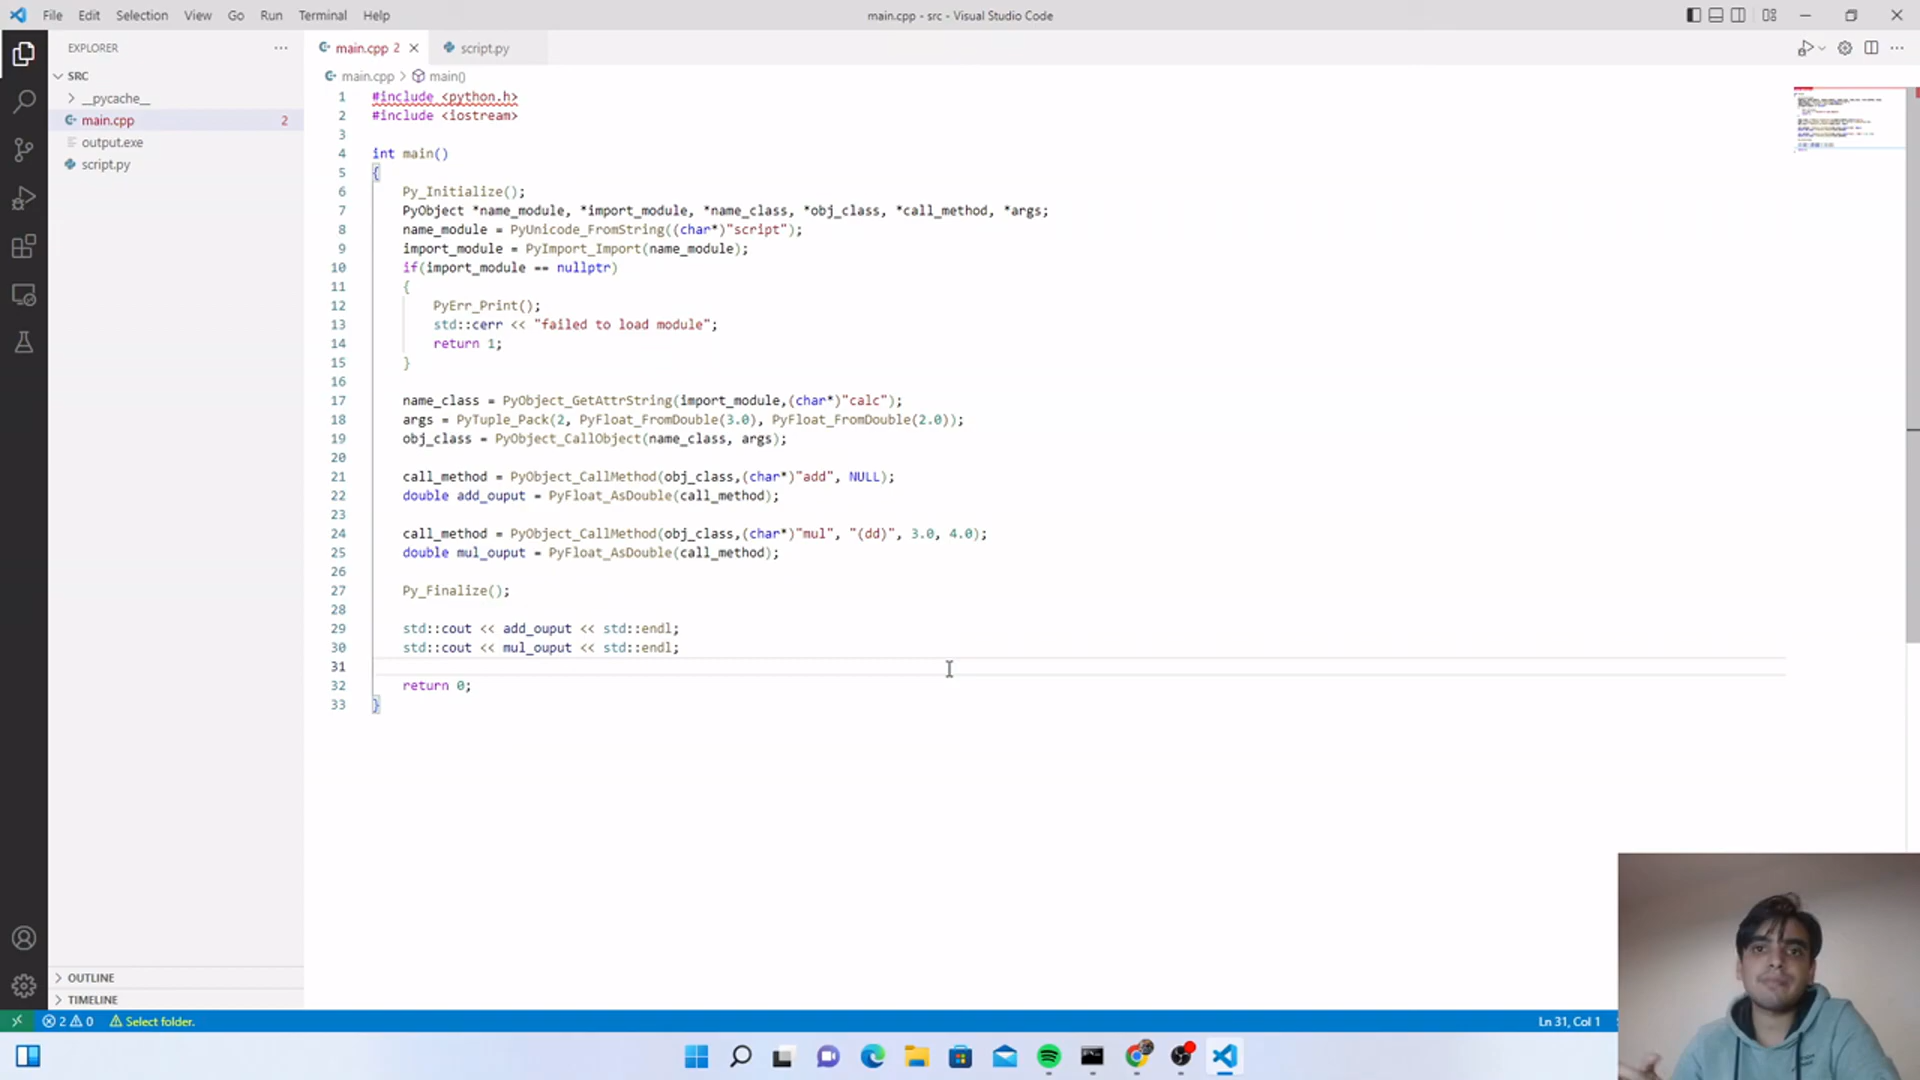 File Edit Selection View Go Run Terminal Help
main.cpp - src - Visual Studio Code
EXPLORER
main.cpp 2
script.py
SRC
main.cpp > main()
__pycache__
main.cpp 2
output.exe
script.py
1 #include <python.h>
2 #include <iostream>
3
4 int main()
5 {
6 Py_Initialize();
7 PyObject *name_module, *import_module, *name_class, *obj_class, *call_method, *args;
8 name_module = PyUnicode_FromString((char*)"script");
9 import_module = PyImport_Import(name_module);
10 if(import_module == nullptr)
11 {
12 PyErr_Print();
13 std::cerr << "failed to load module";
14 return 1;
15 }
16
17 name_class = PyObject_GetAttrString(import_module,(char*)"calc");
18 args = PyTuple_Pack(2, PyFloat_FromDouble(3.0), PyFloat_FromDouble(2.0));
19 obj_class = PyObject_CallObject(name_class, args);
20
21 call_method = PyObject_CallMethod(obj_class,(char*)"add", NULL);
22 double add_ouput = PyFloat_AsDouble(call_method);
23
24 call_method = PyObject_CallMethod(obj_class,(char*)"mul", "(dd)", 3.0, 4.0);
25 double mul_ouput = PyFloat_AsDouble(call_method);
26
27 Py_Finalize();
28
29 std::cout << add_ouput << std::endl;
30 std::cout << mul_ouput << std::endl;
31
32 return 0;
33 }
OUTLINE
TIMELINE
2 0 Select folder.
Ln 31, Col 1